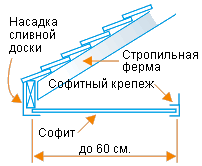 Насадка
сливной
доски
Стропильная
ферма
Софитный крепеж
Софит
до 60 см.